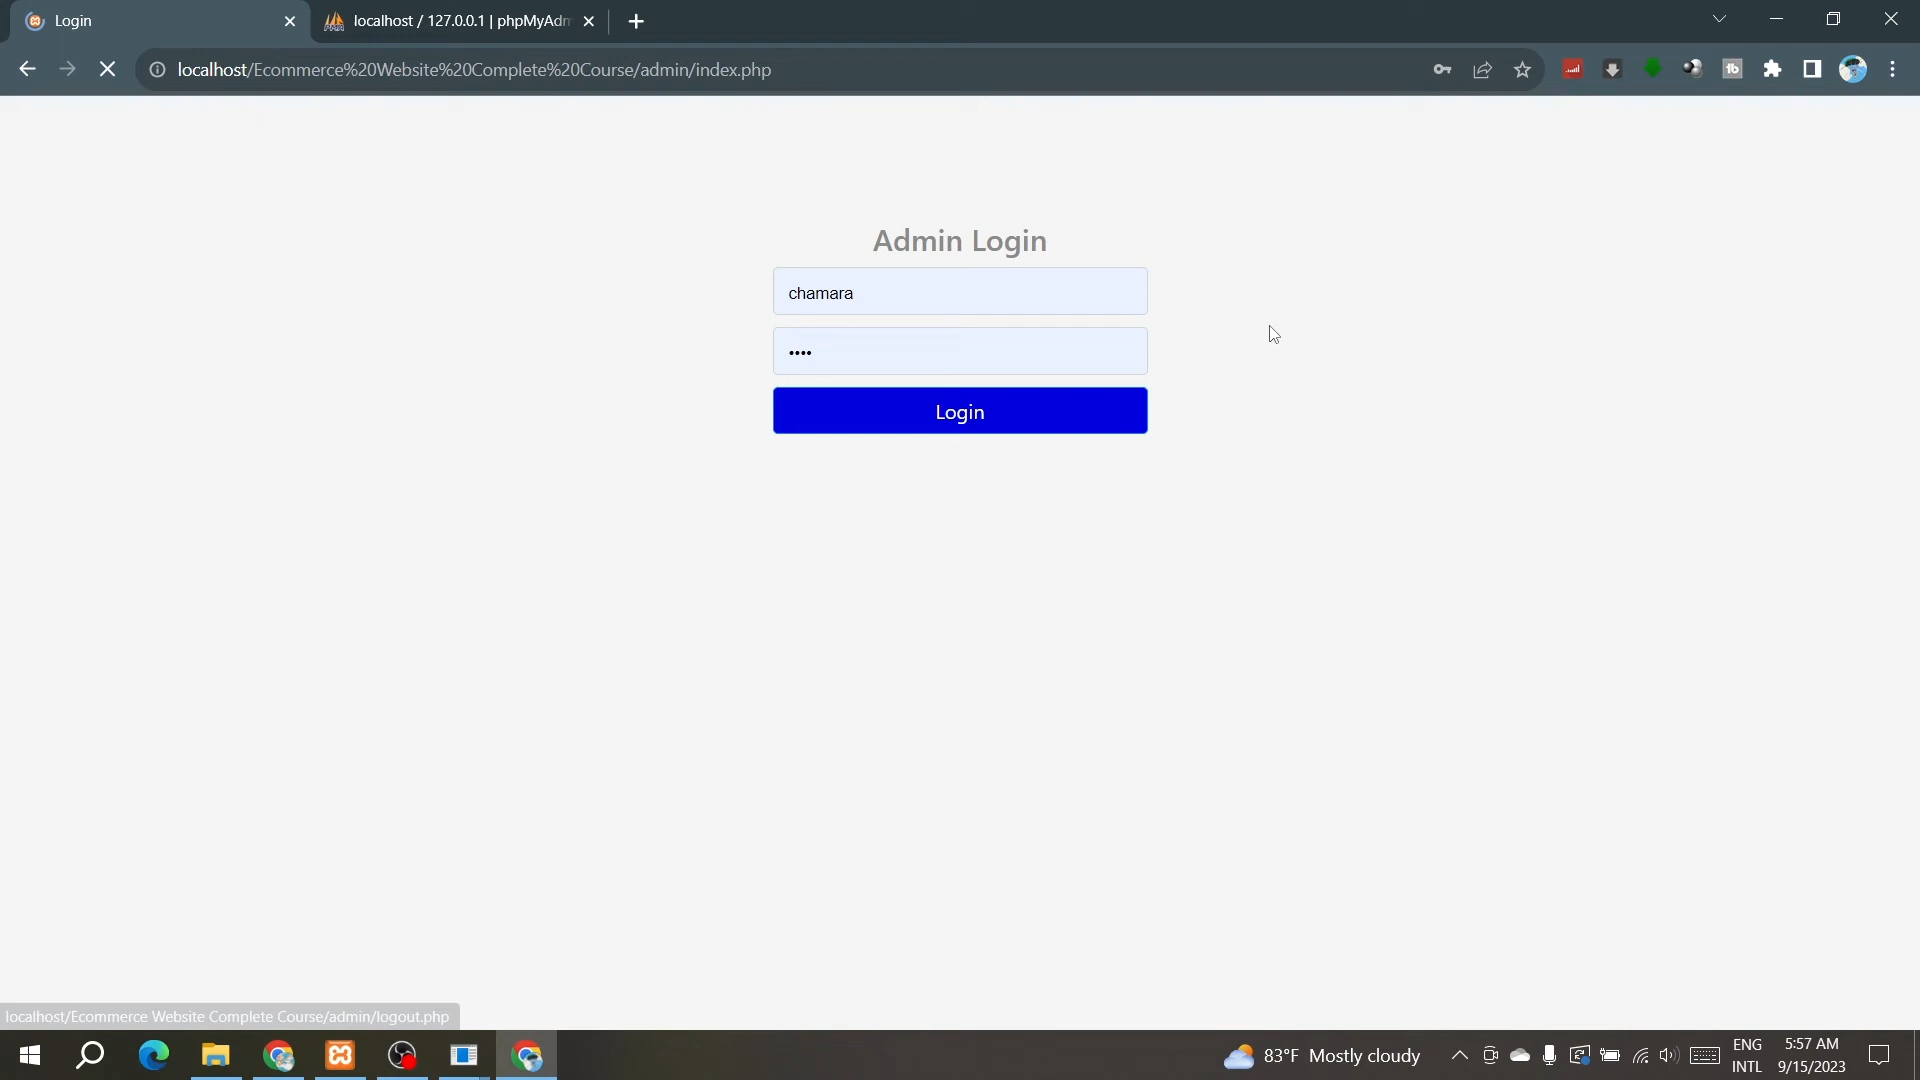 Login
localhost / 127.0.0.1 | phpMyAdm
localhost/Ecommerce%20Website%20Complete%20Course/admin/index.php
Admin Login
chamara
••••
Login
localhost/Ecommerce Website Complete Course/admin/logout.php
83°F Mostly cloudy
ENG
INTL
5:57 AM
9/15/2023